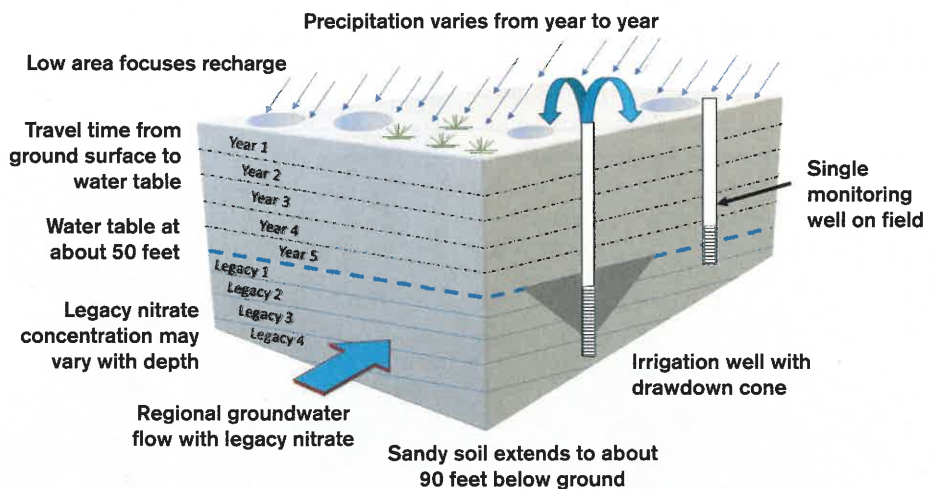 Precipitation varies from year to year
Low area focuses recharge
Travel time from
ground surface to
water table
Year 1
Year 2
Year 3
Year 4
Year 5
Single
monitoring
well on field
Water table at
about 50 feet
Legacy 1
Legacy 2
Legacy 3
Legacy 4
Legacy nitrate
concentration may
vary with depth
Irrigation well with
drawdown cone
Regional groundwater
flow with legacy nitrate
Sandy soil extends to about
90 feet below ground